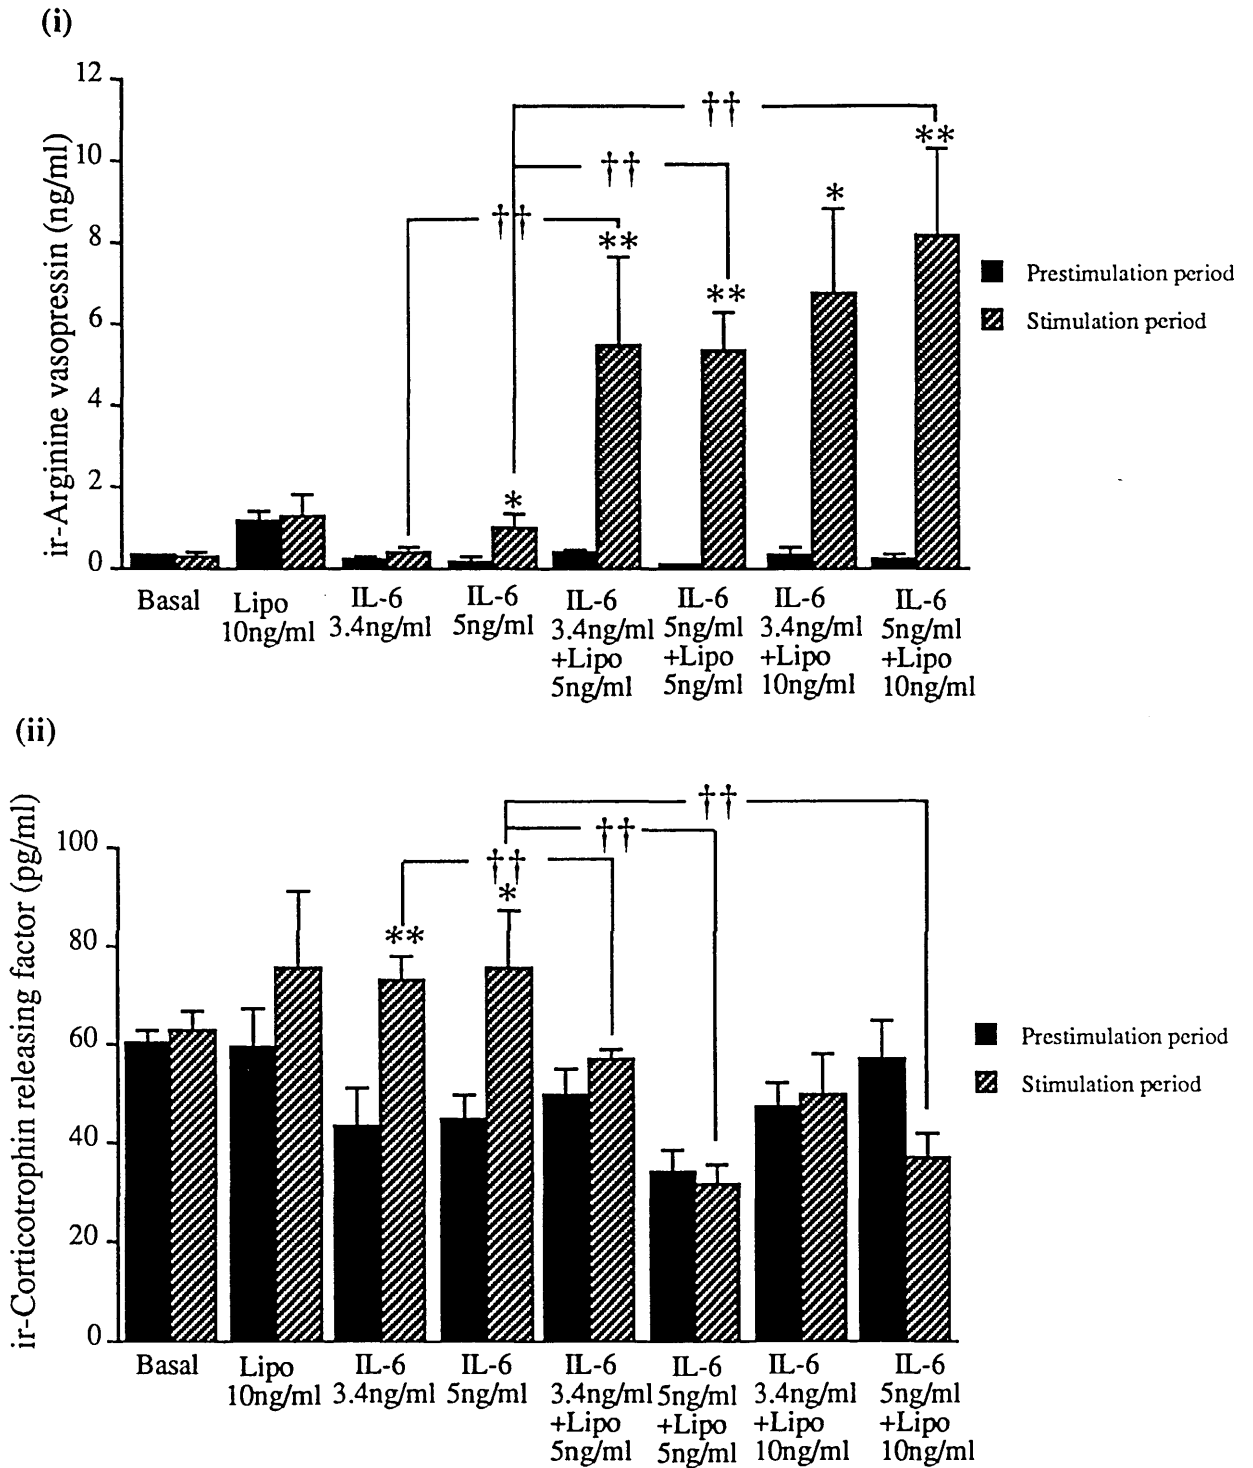 (i)
ir-Arginine vasopressin (ng/ml)
12
10
8
6
4
2
0
††
††
††
*
**
**
*
**
Prestimulation period
Stimulation period
Basal
Lipo
10ng/ml
IL-6
3.4ng/ml
IL-6
5ng/ml
IL-6
3.4ng/ml
+Lipo
5ng/ml
IL-6
5ng/ml
+Lipo
5ng/ml
IL-6
3.4ng/ml
+Lipo
10ng/ml
IL-6
5ng/ml
+Lipo
10ng/ml
(ii)
ir-Corticotrophin releasing factor (pg/ml)
100
80
60
40
20
0
††
††
††
**
*
Prestimulation period
Stimulation period
Basal
Lipo
10ng/ml
IL-6
3.4ng/ml
IL-6
5ng/ml
IL-6
3.4ng/ml
+Lipo
5ng/ml
IL-6
5ng/ml
+Lipo
5ng/ml
IL-6
3.4ng/ml
+Lipo
10ng/ml
IL-6
5ng/ml
+Lipo
10ng/ml